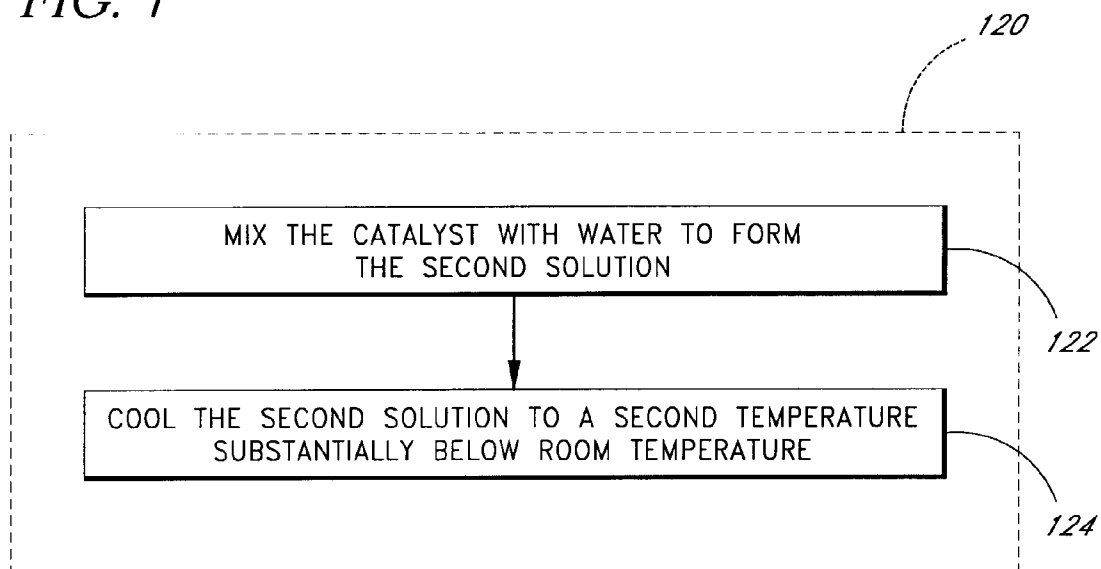 FIG.
120
MIX THE CATALYST WITH WATER TO FORM
THE SECOND SOLUTION
122
COOL THE SECOND SOLUTION TO A SECOND TEMPERATURE
SUBSTANTIALLY BELOW ROOM TEMPERATURE
124